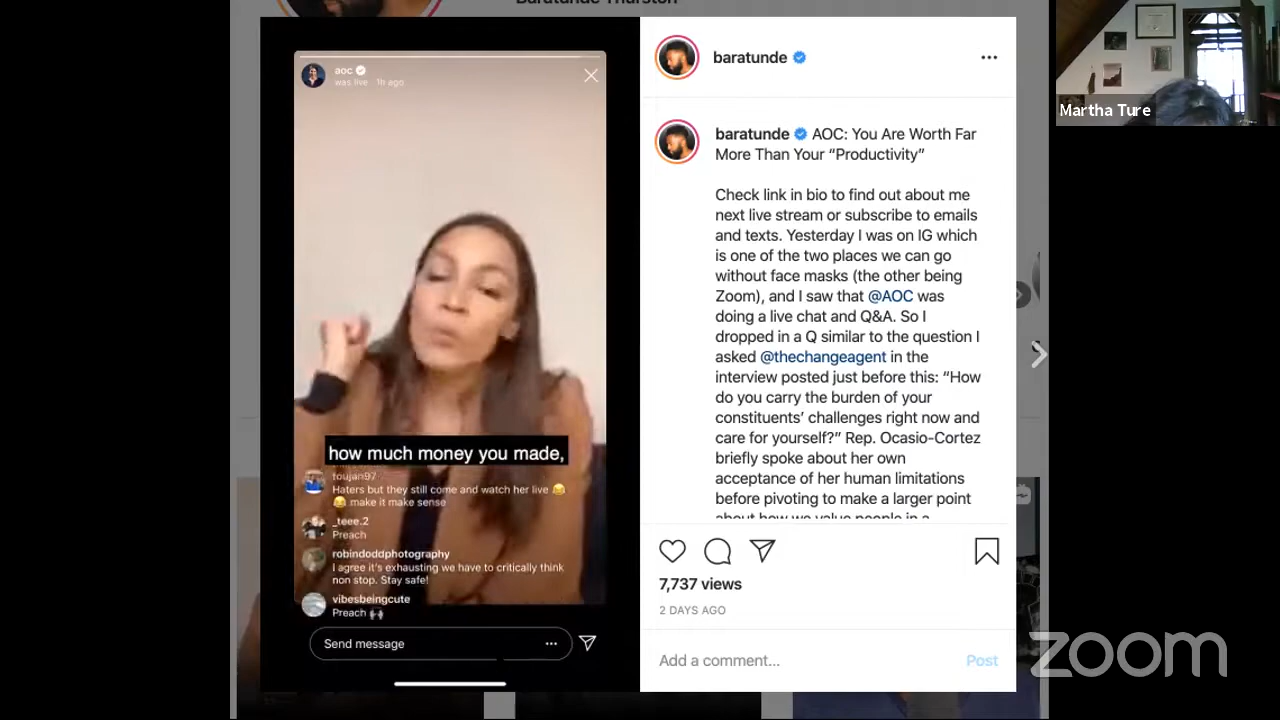 Baratunde Thurston
aoc
was live 1h ago
how much money you made,
toujan97
Haters but they still come and watch her live 😂
😂 make it make sense
_teee.2
Preach
robindoddphotography
I agree it's exhausting we have to critically think
non stop. Stay safe!
vibesbeingcute
Preach 🙌
Send message
baratunde
baratunde AOC: You Are Worth Far
More Than Your “Productivity”
Check link in bio to find out about me
next live stream or subscribe to emails
and texts. Yesterday I was on IG which
is one of the two places we can go
without face masks (the other being
Zoom), and I saw that @AOC was
doing a live chat and Q&A. So I
dropped in a Q similar to the question I
asked @thechangeagent in the
interview posted just before this: “How
do you carry the burden of your
constituents’ challenges right now and
care for yourself?” Rep. Ocasio-Cortez
briefly spoke about her own
acceptance of her human limitations
before pivoting to make a larger point
about how we value people in a
7,737 views
2 DAYS AGO
Add a comment...
Post
Martha Ture
zoom